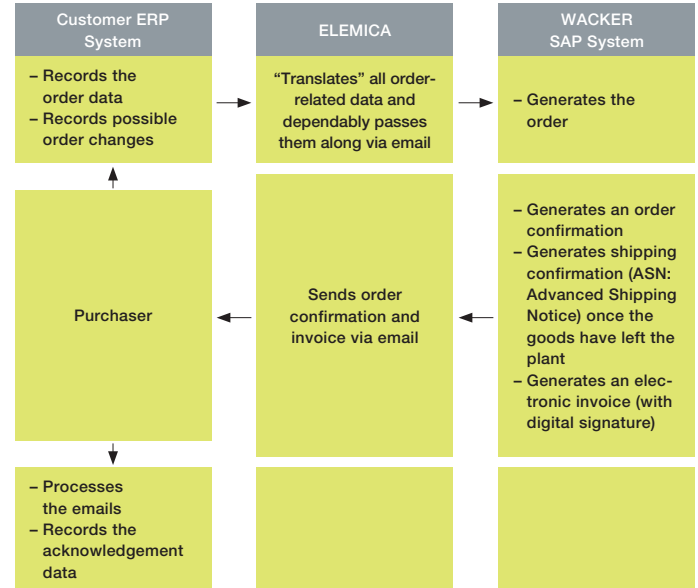 Customer ERP
System
ELEMICA
WACKER
SAP System
– Records the
order data
– Records possible
order changes
“Translates” all order-
related data and
dependably passes
them along via email
– Generates the
order
Purchaser
Sends order
confirmation and
invoice via email
– Generates an order
confirmation
– Generates shipping
confirmation (ASN:
Advanced Shipping
Notice) once the
goods have left the
plant
– Generates an elec-
tronic invoice (with
digital signature)
– Processes
the emails
– Records the
acknowledgement
data